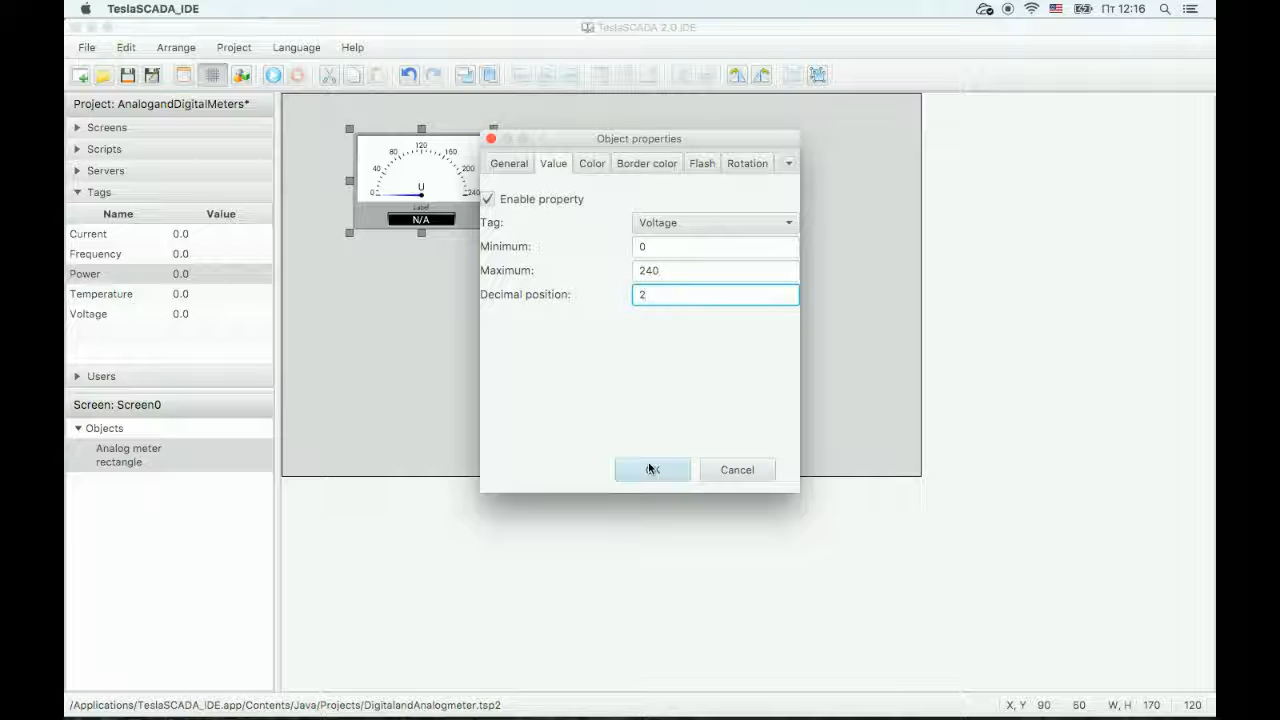 TeslaSCADA_IDE
Пт 12:16
TeslaSCADA 2.0.IDE
File Edit Arrange Project Language Help
Project: AnalogandDigitalMeters*
Screens
Scripts
Servers
Tags
Name Value
Current 0.0
Frequency 0.0
Power 0.0
Temperature 0.0
Voltage 0.0
Users
Screen: Screen0
Objects
Analog meter
rectangle
0 40 80 120 160 200 240
U
Label
N/A
Object properties
General Value Color Border color Flash Rotation
Enable property
Tag: Voltage
Minimum: 0
Maximum: 240
Decimal position: 2
OK Cancel
/Applications/TeslaSCADA_IDE.app/Contents/Java/Projects/DigitalandAnalogmeter.tsp2
X, Y 90 60 W, H 170 120